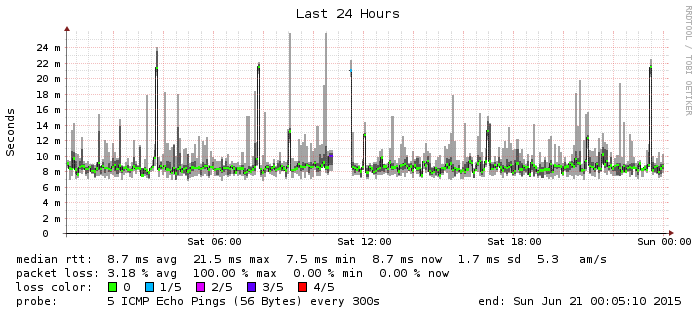 Last 24 Hours
RRDTOOL / TOBI OETIKER
Seconds
24 m
22 m
20 m
18 m
16 m
14 m
12 m
10 m
8 m
6 m
4 m
2 m
0
Sat 06:00 Sat 12:00 Sat 18:00 Sun 00:00
median rtt: 8.7 ms avg 21.5 ms max 7.5 ms min 8.7 ms now 1.7 ms sd 5.3 am/s
packet loss: 3.18 % avg 100.00 % max 0.00 % min 0.00 % now
loss color: 0 1/5 2/5 3/5 4/5
probe: 5 ICMP Echo Pings (56 Bytes) every 300s end: Sun Jun 21 00:05:10 2015